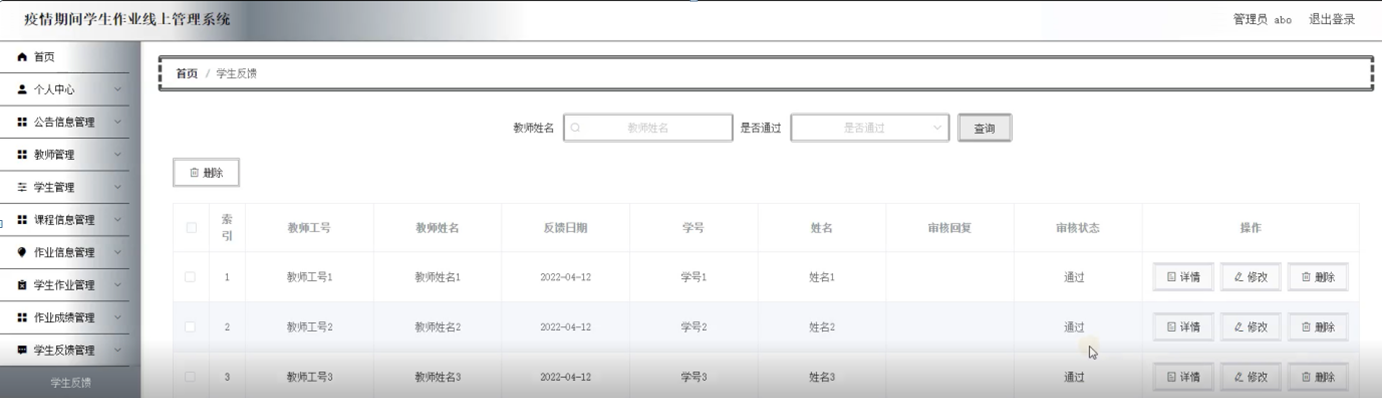 疫情期间学生作业线上管理系统
管理员 abo 退出登录
首页
个人中心
公告信息管理
教师管理
学生管理
课程信息管理
作业信息管理
学生作业管理
作业成绩管理
学生反馈管理
学生反馈
首页 / 学生反馈
教师姓名 教师姓名 是否通过 是否通过 查询
删除
索引 教师工号 教师姓名 反馈日期 学号 姓名 审核回复 审核状态 操作
1 教师工号1 教师姓名1 2022-04-12 学号1 姓名1 通过 详情 修改 删除
2 教师工号2 教师姓名2 2022-04-12 学号2 姓名2 通过 详情 修改 删除
3 教师工号3 教师姓名3 2022-04-12 学号3 姓名3 通过 详情 修改 删除